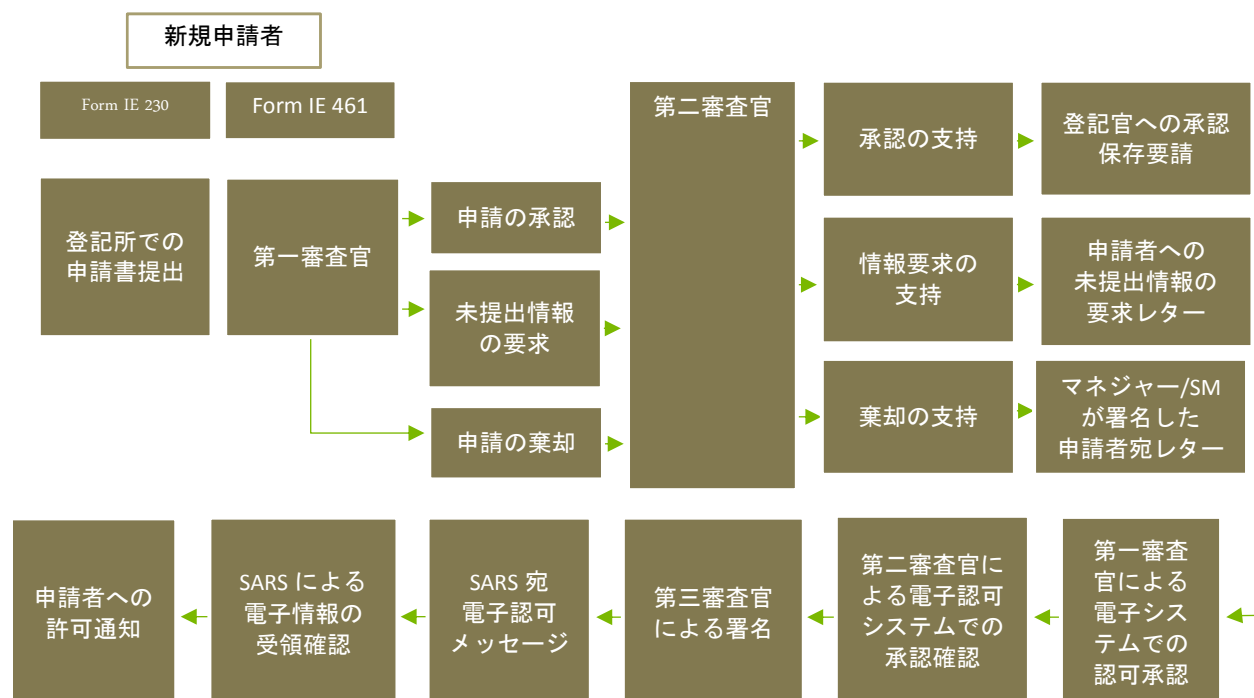 新規申請者
Form IE 230
Form IE 461
登記所での
申請書提出
第一審査官
申請の承認
未提出情報
の要求
申請の棄却
第二審査官
承認の支持
登記官への承認
保存要請
情報要求の
支持
申請者への
未提出情報の
要求レター
棄却の支持
マネジャー/SM
が署名した
申請者宛レター
申請者への
許可通知
SARS による
電子情報の
受領確認
SARS 宛
電子認可
メッセージ
第三審査官
による署名
第二審査官に
よる電子認可
システムでの
承認確認
第一審査
官による
電子シス
テムでの
認可承認